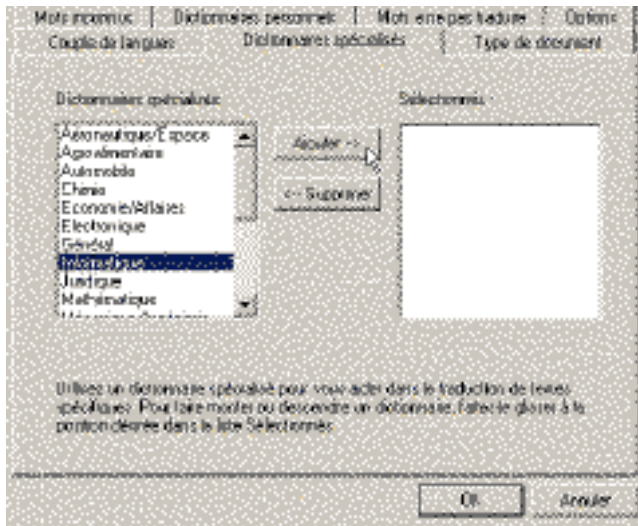 Mots inconnus Dictionnaires personnels Mots à ne pas traduire Options
Couple de langues Dictionnaires spécialisés Type de document
Dictionnaires spécialisés: Sélectionnés :
Aéronautique/Espace
Agroalimentaire
Automobile
Chimie
Economie/Affaires
Electronique
Général
Informatique
Juridique
Mathématique
Ajouter -->
<-- Supprimer
Utilisez un dictionnaire spécialisé pour vous aider dans la traduction de textes
spécifiques. Pour faire monter ou descendre un dictionnaire, faites-le glisser à la
position désirée dans la liste Sélectionnés.
OK Annuler